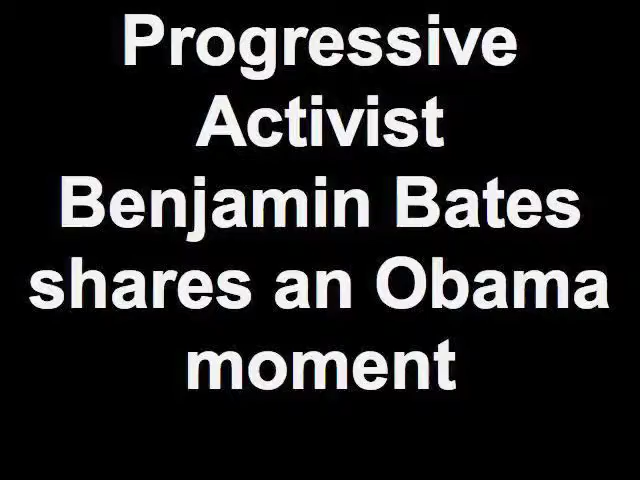 Progressive
Activist
Benjamin Bates
shares an Obama
moment